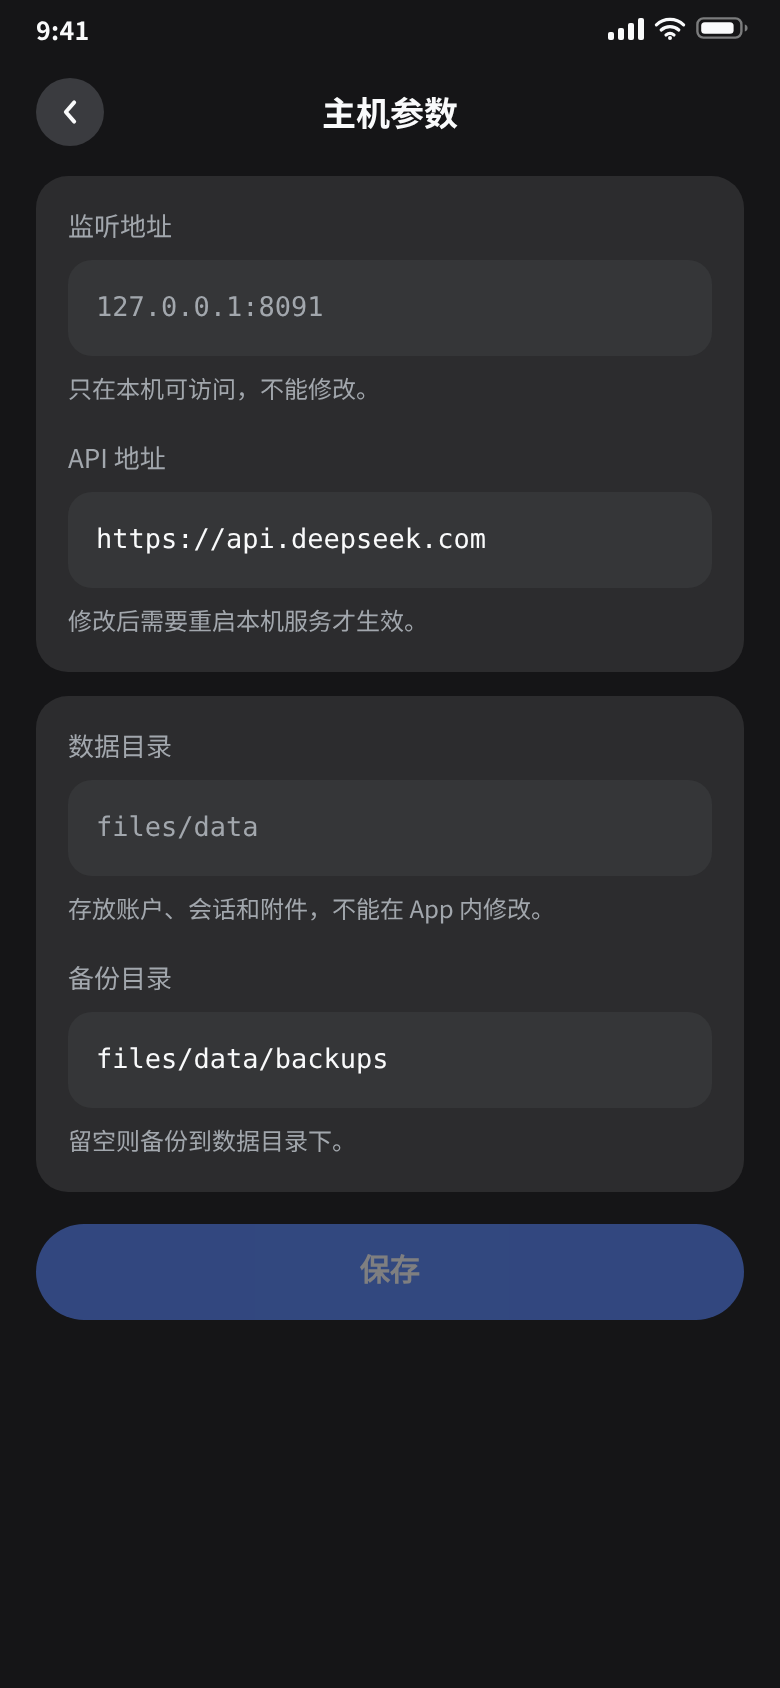 9:41
主机参数
监听地址
127.0.0.1:8091
只在本机可访问，不能修改。
API 地址
https://api.deepseek.com
修改后需要重启本机服务才生效。
数据目录
files/data
存放账户、会话和附件，不能在 App 内修改。
备份目录
files/data/backups
留空则备份到数据目录下。
保存